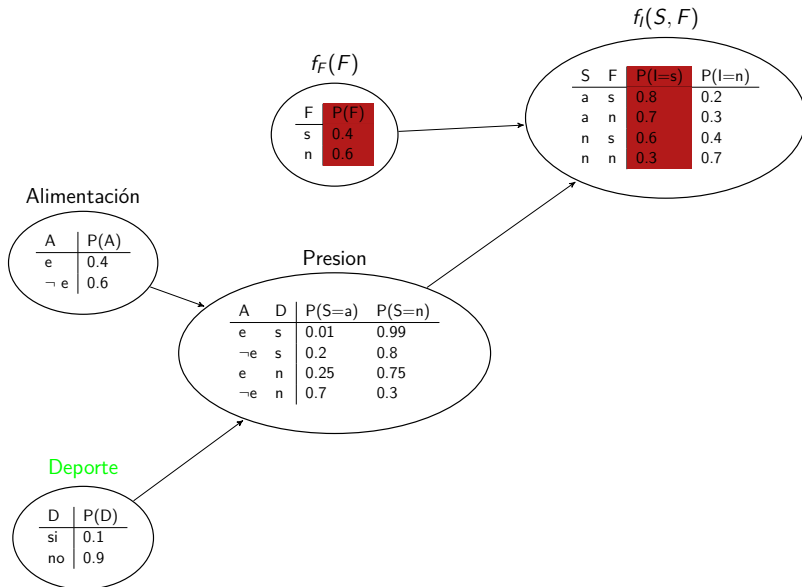 f_I(S, F)
S F P(I=s) P(I=n)
a s 0.8 0.2
a n 0.7 0.3
n s 0.6 0.4
n n 0.3 0.7
f_F(F)
F P(F)
s 0.4
n 0.6
Alimentación
A P(A)
e 0.4
¬ e 0.6
Presion
A D P(S=a) P(S=n)
e s 0.01 0.99
¬e s 0.2 0.8
e n 0.25 0.75
¬e n 0.7 0.3
Deporte
D P(D)
si 0.1
no 0.9